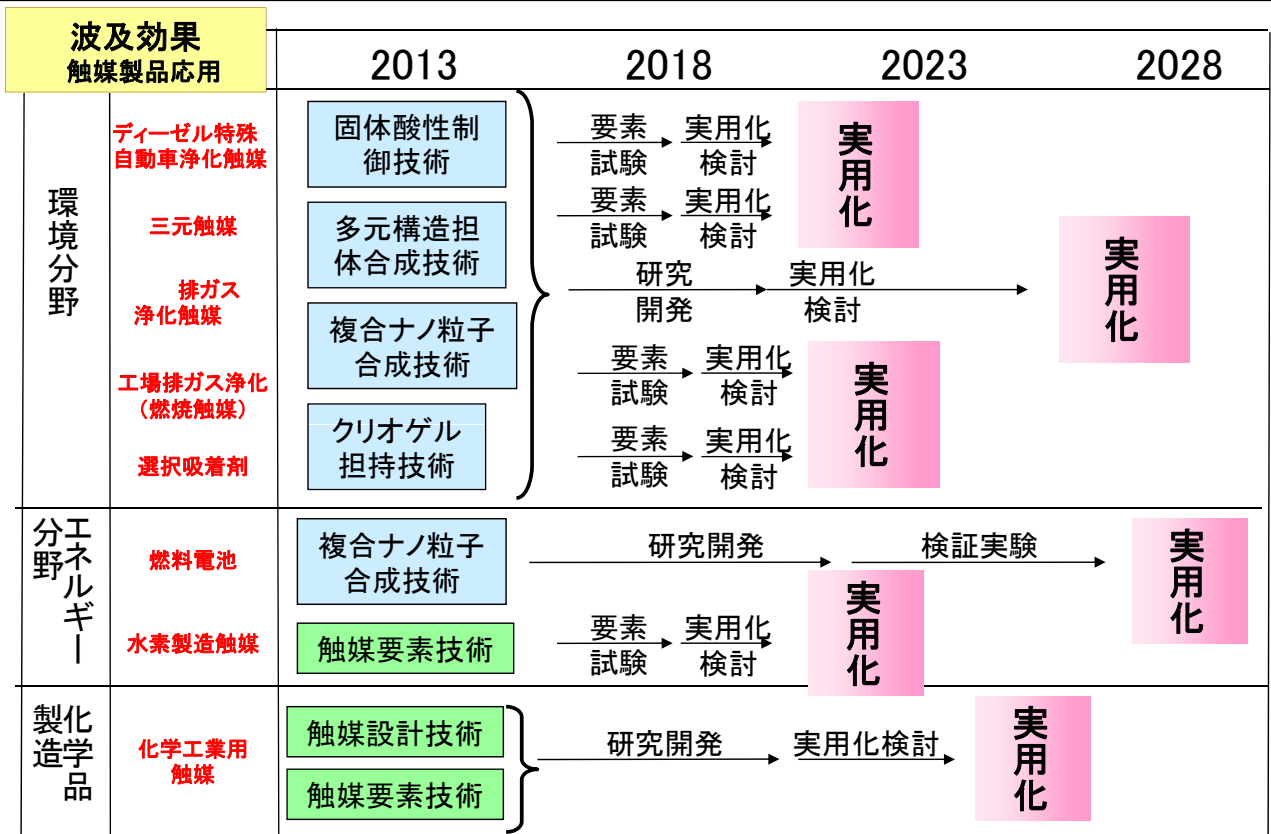 波及効果
触媒製品応用
2013
2018
2023
2028
環境分野
ディーゼル特殊
自動車浄化触媒
三元触媒
排ガス
浄化触媒
工場排ガス浄化
(燃焼触媒)
選択吸着剤
固体酸性制
御技術
多元構造担
体合成技術
複合ナノ粒子
合成技術
クリオゲル
担持技術
要素
試験
実用化
検討
要素
試験
実用化
検討
実用化
研究
開発
実用化
検討
実用化
要素
試験
実用化
検討
要素
試験
実用化
検討
実用化
エネルギー
分野
燃料電池
複合ナノ粒子
合成技術
研究開発
検証実験
実用化
水素製造触媒
触媒要素技術
要素
試験
実用化
検討
実用化
化学品
製造
化学工業用
触媒
触媒設計技術
触媒要素技術
研究開発
実用化検討
実用化